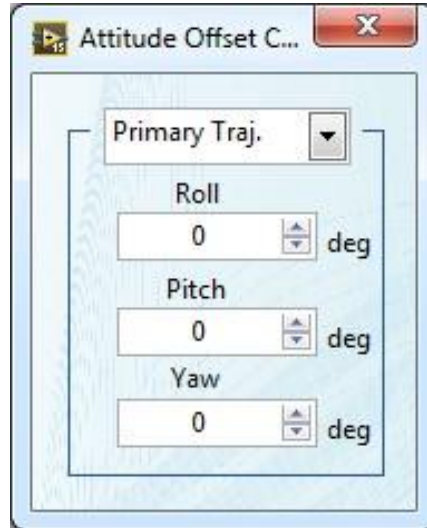 Attitude Offset C...
Primary Traj.
Roll
0 deg
Pitch
0 deg
Yaw
0 deg